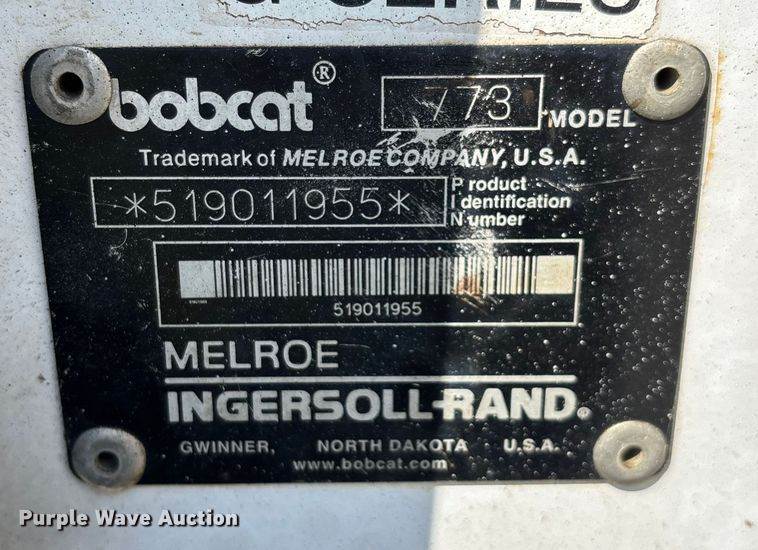 SERIES
bobcat® 773 MODEL
Trademark of MELROE COMPANY, U.S.A.
*519011955* Product
Identification
Number
519011955
MELROE
INGERSOLL-RAND®
GWINNER, NORTH DAKOTA U.S.A.
www.bobcat.com
Purple Wave Auction